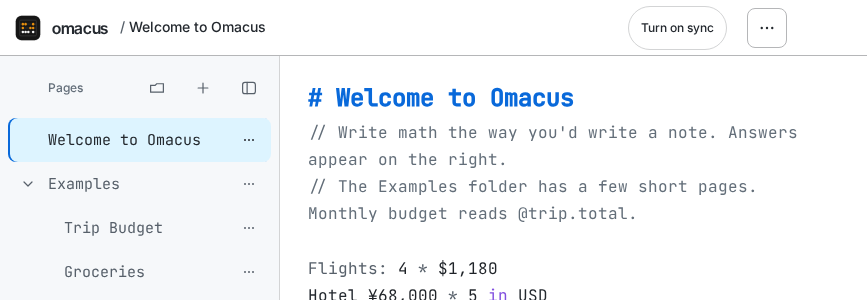 omacus / Welcome to Omacus
Turn on sync
Pages
Welcome to Omacus
Examples
Trip Budget
Groceries
# Welcome to Omacus
// Write math the way you'd write a note. Answers
appear on the right.
// The Examples folder has a few short pages.
Monthly budget reads @trip.total.
Flights: 4 * $1,180
Hotel ¥68,000 * 5 in USD